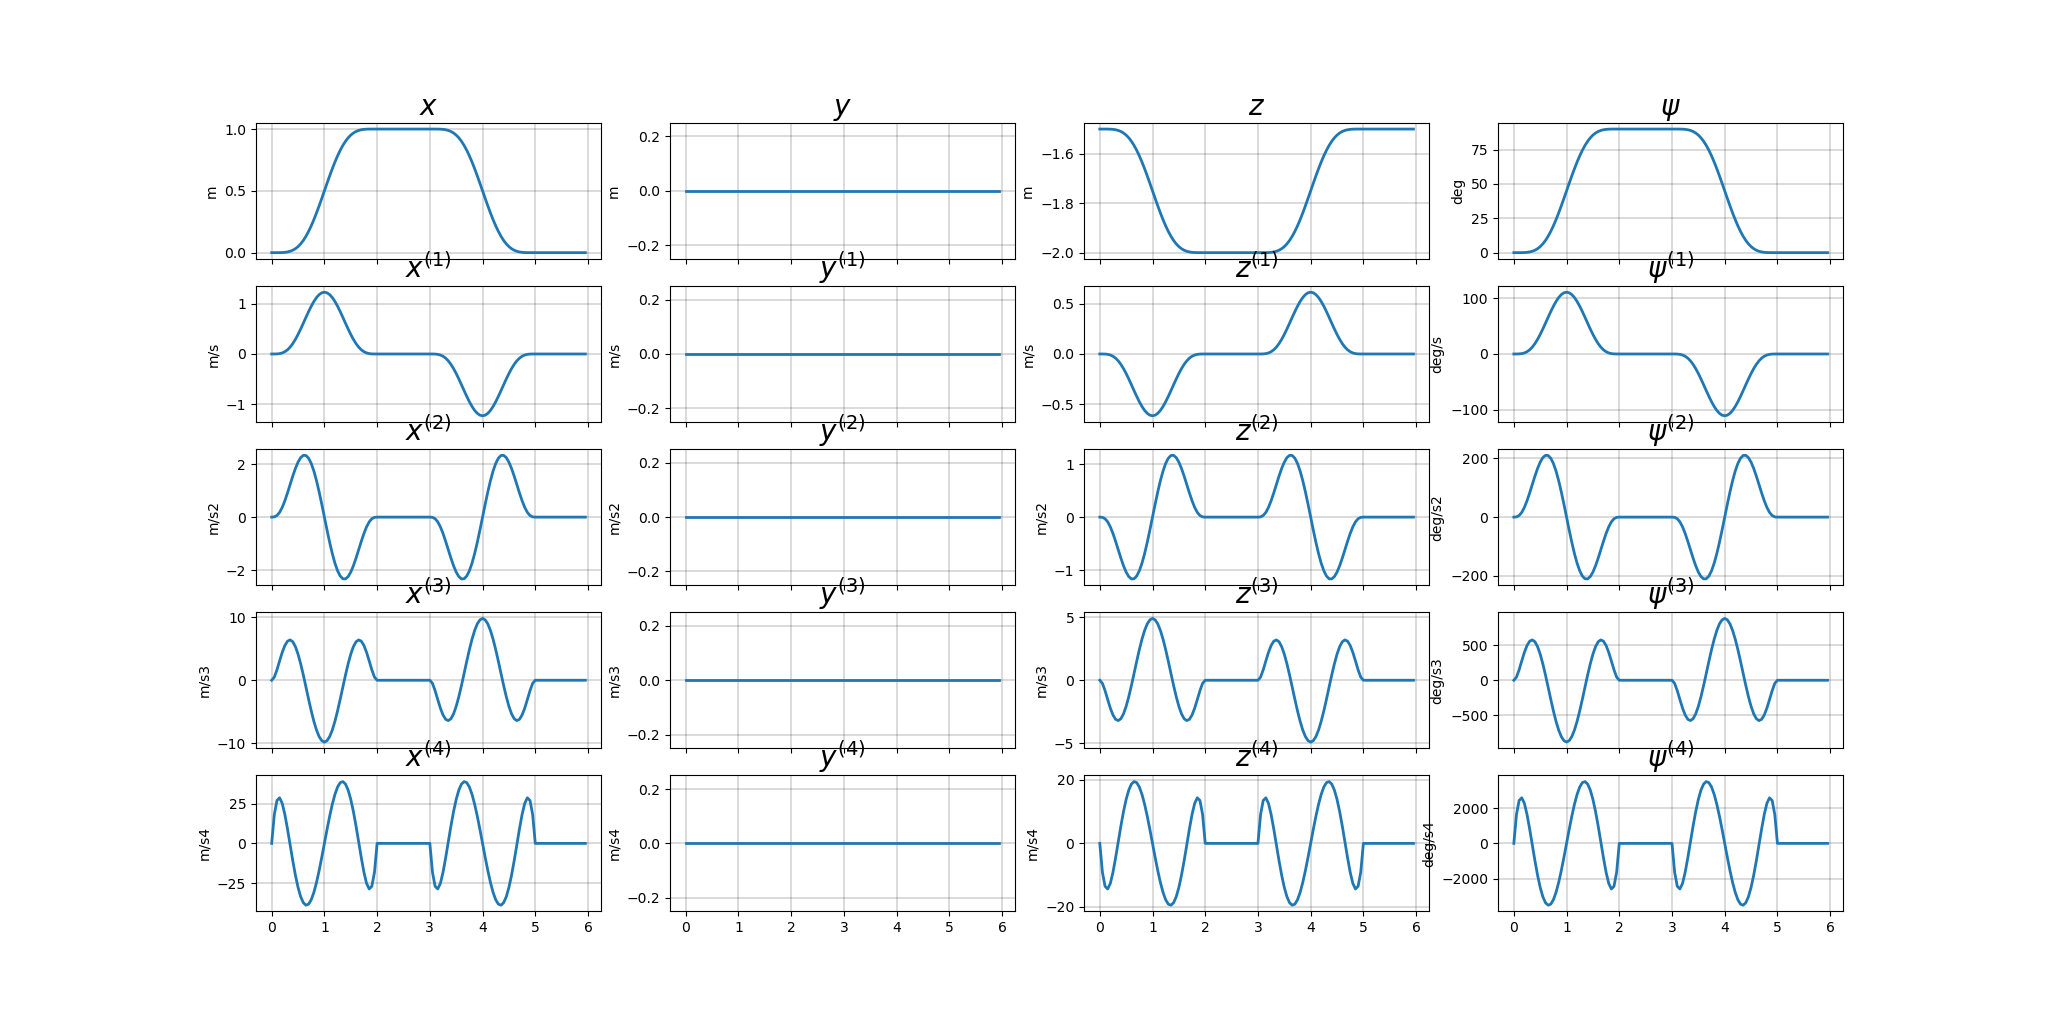 x y z ψ
1.0 0.2 −1.6 75
0.5 0.0 −1.8 50
0.0 −0.2 −2.0 25
0
m m m deg
x(1) y(1) z(1) ψ(1)
1 0.2 0.5 100
0 0.0 0.0 0
−1 −0.2 −0.5 −100
m/s m/s m/s deg/s
x(2) y(2) z(2) ψ(2)
2 0.2 1 200
0 0.0 0 0
−2 −0.2 −1 −200
m/s2 m/s2 m/s2 deg/s2
x(3) y(3) z(3) ψ(3)
10 0.2 5 500
0 0.0 0 0
−10 −0.2 −5 −500
m/s3 m/s3 m/s3 deg/s3
x(4) y(4) z(4) ψ(4)
25 0.2 20 2000
0 0.0 0 0
−25 −0.2 −20 −2000
m/s4 m/s4 m/s4 deg/s4
0 1 2 3 4 5 6 0 1 2 3 4 5 6 0 1 2 3 4 5 6 0 1 2 3 4 5 6